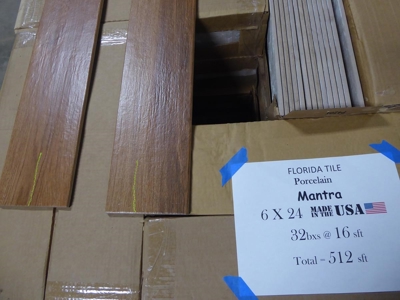 FLORIDA TILE
Porcelain
Mantra
6 X 24 MADE IN THE USA
32bxs @ 16 sft
Total = 512 sft